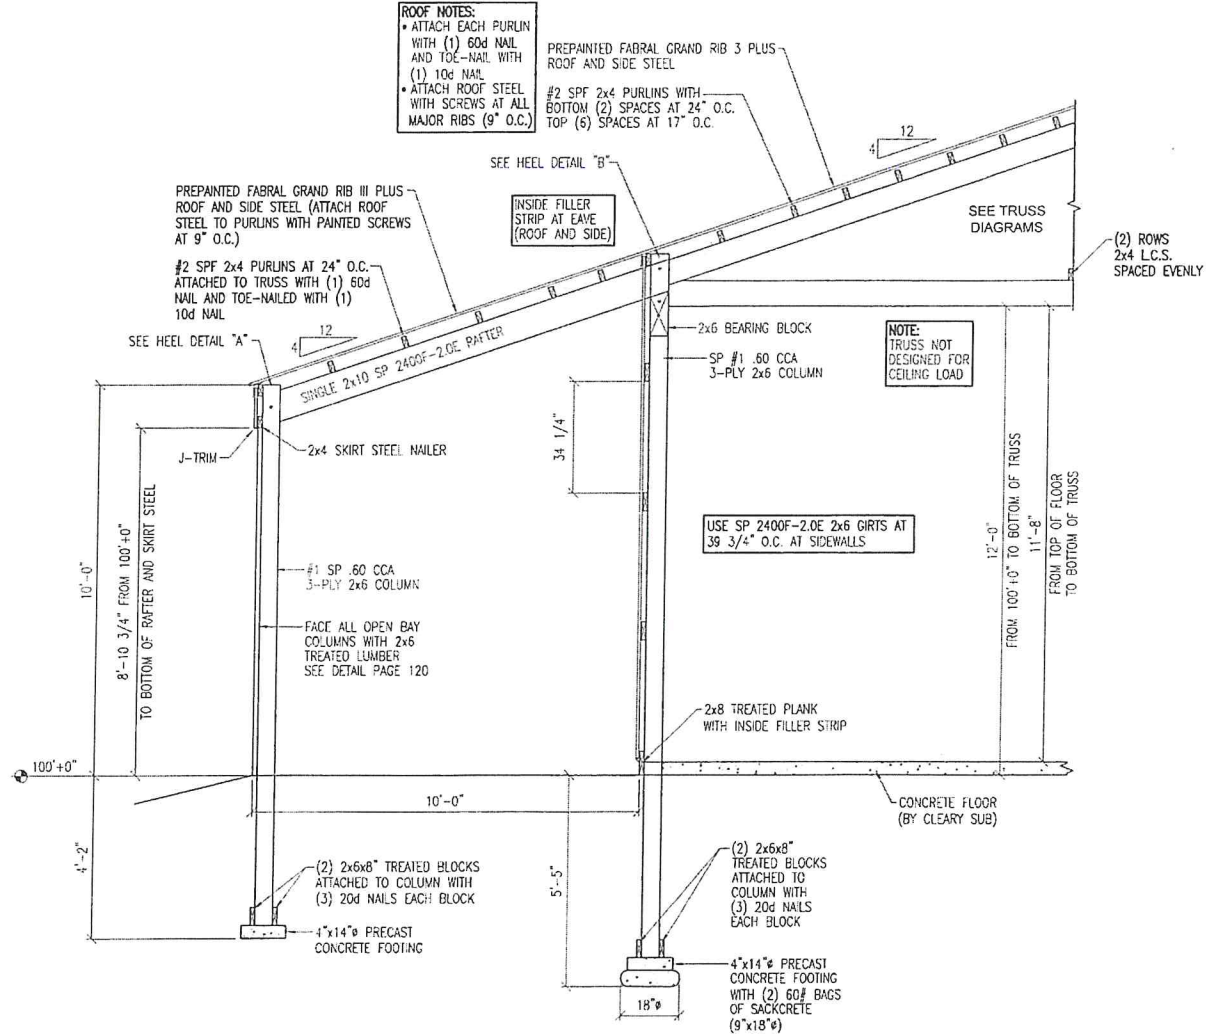 ROOF NOTES:
• ATTACH EACH PURLIN
WITH (1) 60d NAIL
AND TOE-NAIL WITH
(1) 10d NAIL
• ATTACH ROOF STEEL
WITH SCREWS AT ALL
MAJOR RIBS (9" O.C.)
PREPAINTED FABRAL GRAND RIB 3 PLUS
ROOF AND SIDE STEEL
#2 SPF 2x4 PURLINS WITH
BOTTOM (2) SPACES AT 24" O.C.
TOP (6) SPACES AT 17" O.C.
12
4
SEE HEEL DETAIL "B"
PREPAINTED FABRAL GRAND RIB III PLUS
ROOF AND SIDE STEEL (ATTACH ROOF
STEEL TO PURLINS WITH PAINTED SCREWS
AT 9" O.C.)
INSIDE FILLER
STRIP AT EAVE
(ROOF AND SIDE)
SEE TRUSS
DIAGRAMS
(2) ROWS
2x4 L.C.S.
SPACED EVENLY
#2 SPF 2x4 PURLINS AT 24" O.C.
ATTACHED TO TRUSS WITH (1) 60d
NAIL AND TOE-NAILED WITH (1)
10d NAIL
12
4
SEE HEEL DETAIL "A"
SINGLE 2x10 SP 2400F-2.0E RAFTER
2x6 BEARING BLOCK
SP #1 .60 CCA
3-PLY 2x6 COLUMN
NOTE:
TRUSS NOT
DESIGNED FOR
CEILING LOAD
34 1/4"
J-TRIM
2x4 SKIRT STEEL NAILER
USE SP 2400F-2.0E 2x6 GIRTS AT
39 3/4" O.C. AT SIDEWALLS
10'-0"
8'-10 3/4" FROM 100'+0"
TO BOTTOM OF RAFTER AND SKIRT STEEL
#1 SP .60 CCA
3-PLY 2x6 COLUMN
FACE ALL OPEN BAY
COLUMNS WITH 2x6
TREATED LUMBER
SEE DETAIL PAGE 120
12'-0"
FROM 100'+0" TO BOTTOM OF TRUSS
11'-8"
FROM TOP OF FLOOR
TO BOTTOM OF TRUSS
2x8 TREATED PLANK
WITH INSIDE FILLER STRIP
100'+0"
10'-0"
CONCRETE FLOOR
(BY CLEARY SUB)
4'-2"
5'-5"
(2) 2x6x8" TREATED BLOCKS
ATTACHED TO COLUMN WITH
(3) 20d NAILS EACH BLOCK
(2) 2x6x8"
TREATED BLOCKS
ATTACHED TO
COLUMN WITH
(3) 20d NAILS
EACH BLOCK
4"x14"ø PRECAST
CONCRETE FOOTING
4"x14"ø PRECAST
CONCRETE FOOTING
WITH (2) 60# BAGS
OF SACKCRETE
(9"x18"ø)
18"ø